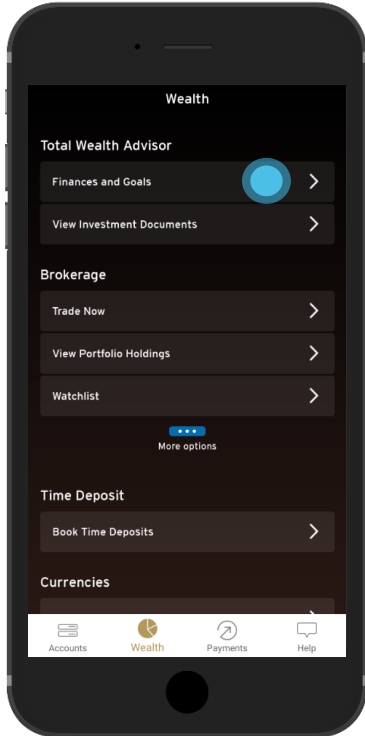 Wealth
Total Wealth Advisor
Finances and Goals
View Investment Documents
Brokerage
Trade Now
View Portfolio Holdings
Watchlist
More options
Time Deposit
Book Time Deposits
Currencies
Accounts
Wealth
Payments
Help